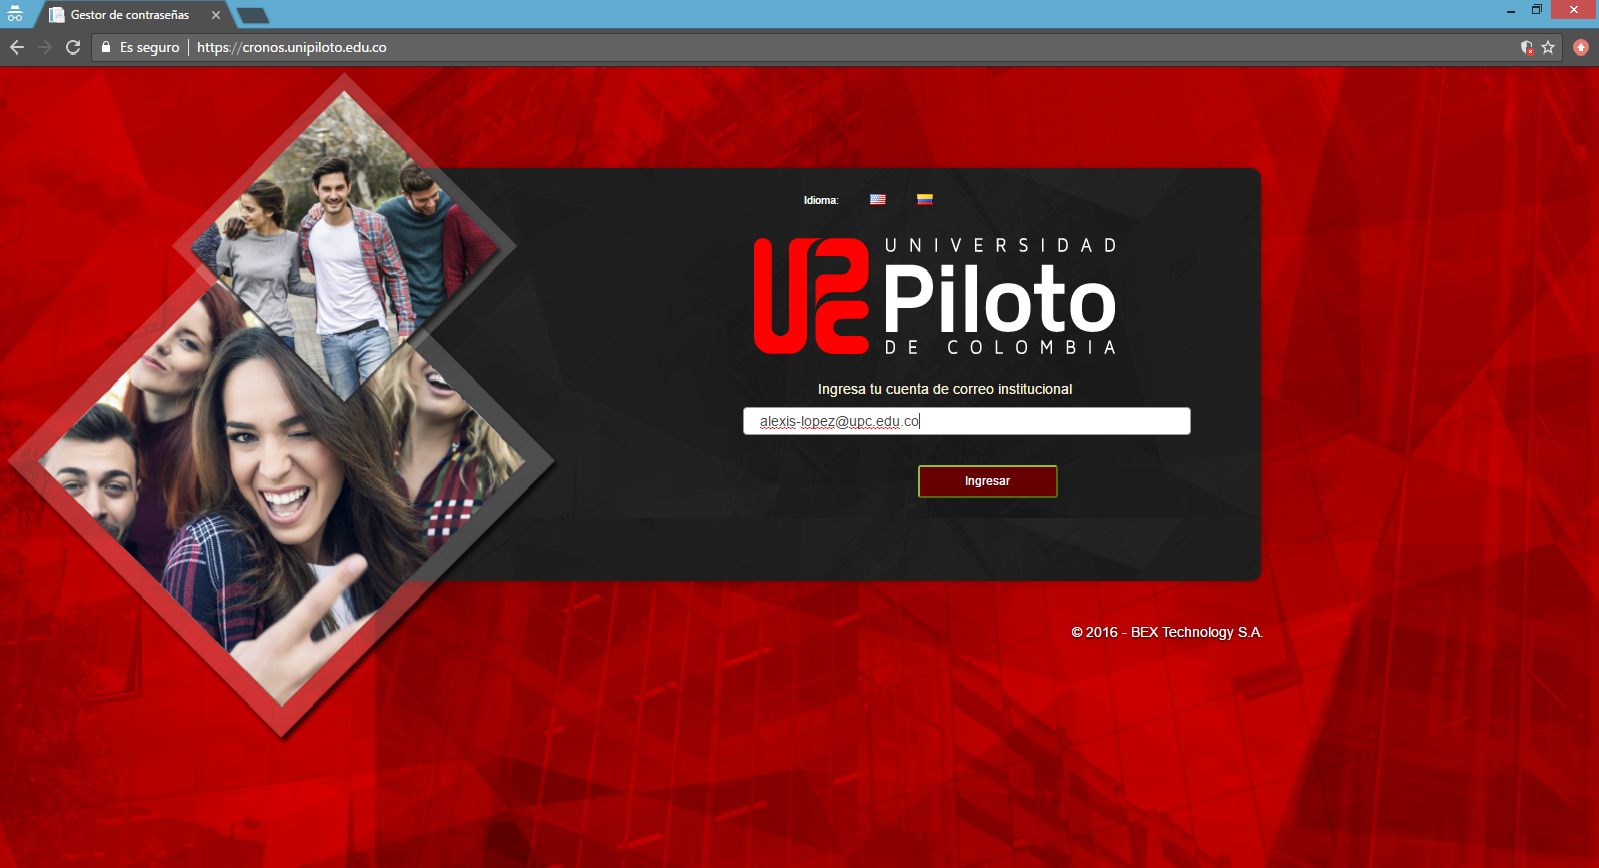 Gestor de contraseñas
Es seguro | https://cronos.unipiloto.edu.co
Idioma:
UNIVERSIDAD
Piloto
DE COLOMBIA
Ingresa tu cuenta de correo institucional
alexis-lopez@upc.edu.co
Ingresar
© 2016 - BEX Technology S.A.